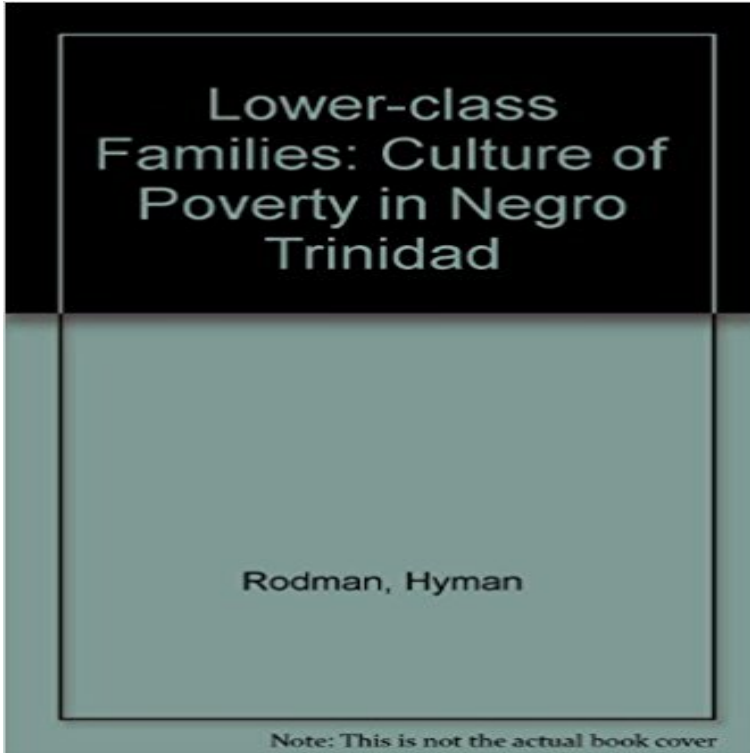 Lower-class
Families: Culture of
Poverty in Negro
Trinidad
Rodman, Hyman
Note: This is not the actual book cover